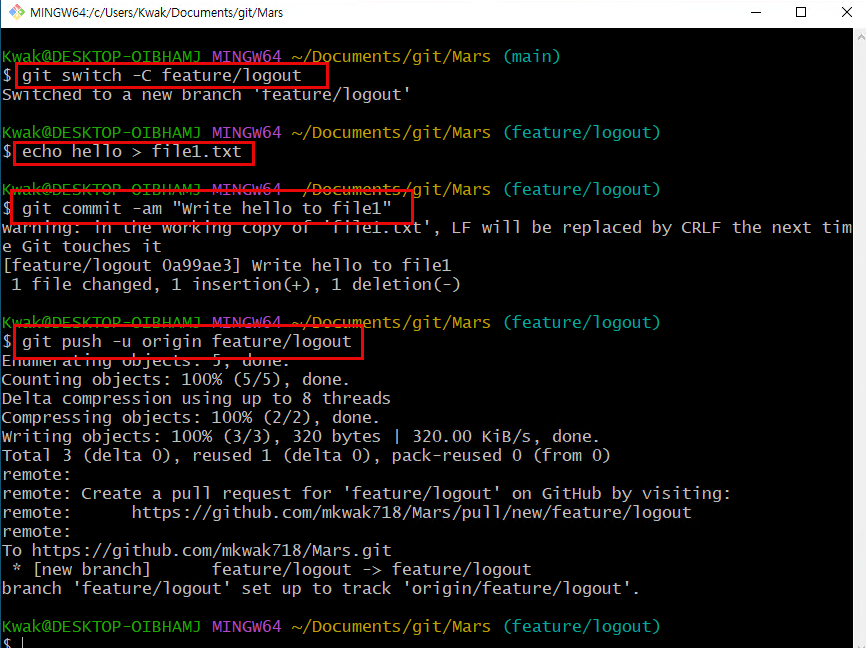 MINGW64:/c/Users/Kwak/Documents/git/Mars
Kwak@DESKTOP-OIBHAMJ MINGW64 ~/Documents/git/Mars (main)
$ git switch -C feature/logout
Switched to a new branch 'feature/logout'
Kwak@DESKTOP-OIBHAMJ MINGW64 ~/Documents/git/Mars (feature/logout)
$ echo hello > file1.txt
Kwak@DESKTOP-OIBHAMJ MINGW64 ~/Documents/git/Mars (feature/logout)
$ git commit -am "Write hello to file1"
warning: in the working copy of 'file1.txt', LF will be replaced by CRLF the next tim
e Git touches it
[feature/logout 0a99ae3] Write hello to file1
 1 file changed, 1 insertion(+), 1 deletion(-)
Kwak@DESKTOP-OIBHAMJ MINGW64 ~/Documents/git/Mars (feature/logout)
$ git push -u origin feature/logout
Enumerating objects: 5, done.
Counting objects: 100% (5/5), done.
Delta compression using up to 8 threads
Compressing objects: 100% (2/2), done.
Writing objects: 100% (3/3), 320 bytes | 320.00 KiB/s, done.
Total 3 (delta 0), reused 1 (delta 0), pack-reused 0 (from 0)
remote:
remote: Create a pull request for 'feature/logout' on GitHub by visiting:
remote:      https://github.com/mkwak718/Mars/pull/new/feature/logout
remote:
To https://github.com/mkwak718/Mars.git
 * [new branch]      feature/logout -> feature/logout
branch 'feature/logout' set up to track 'origin/feature/logout'.
Kwak@DESKTOP-OIBHAMJ MINGW64 ~/Documents/git/Mars (feature/logout)
$